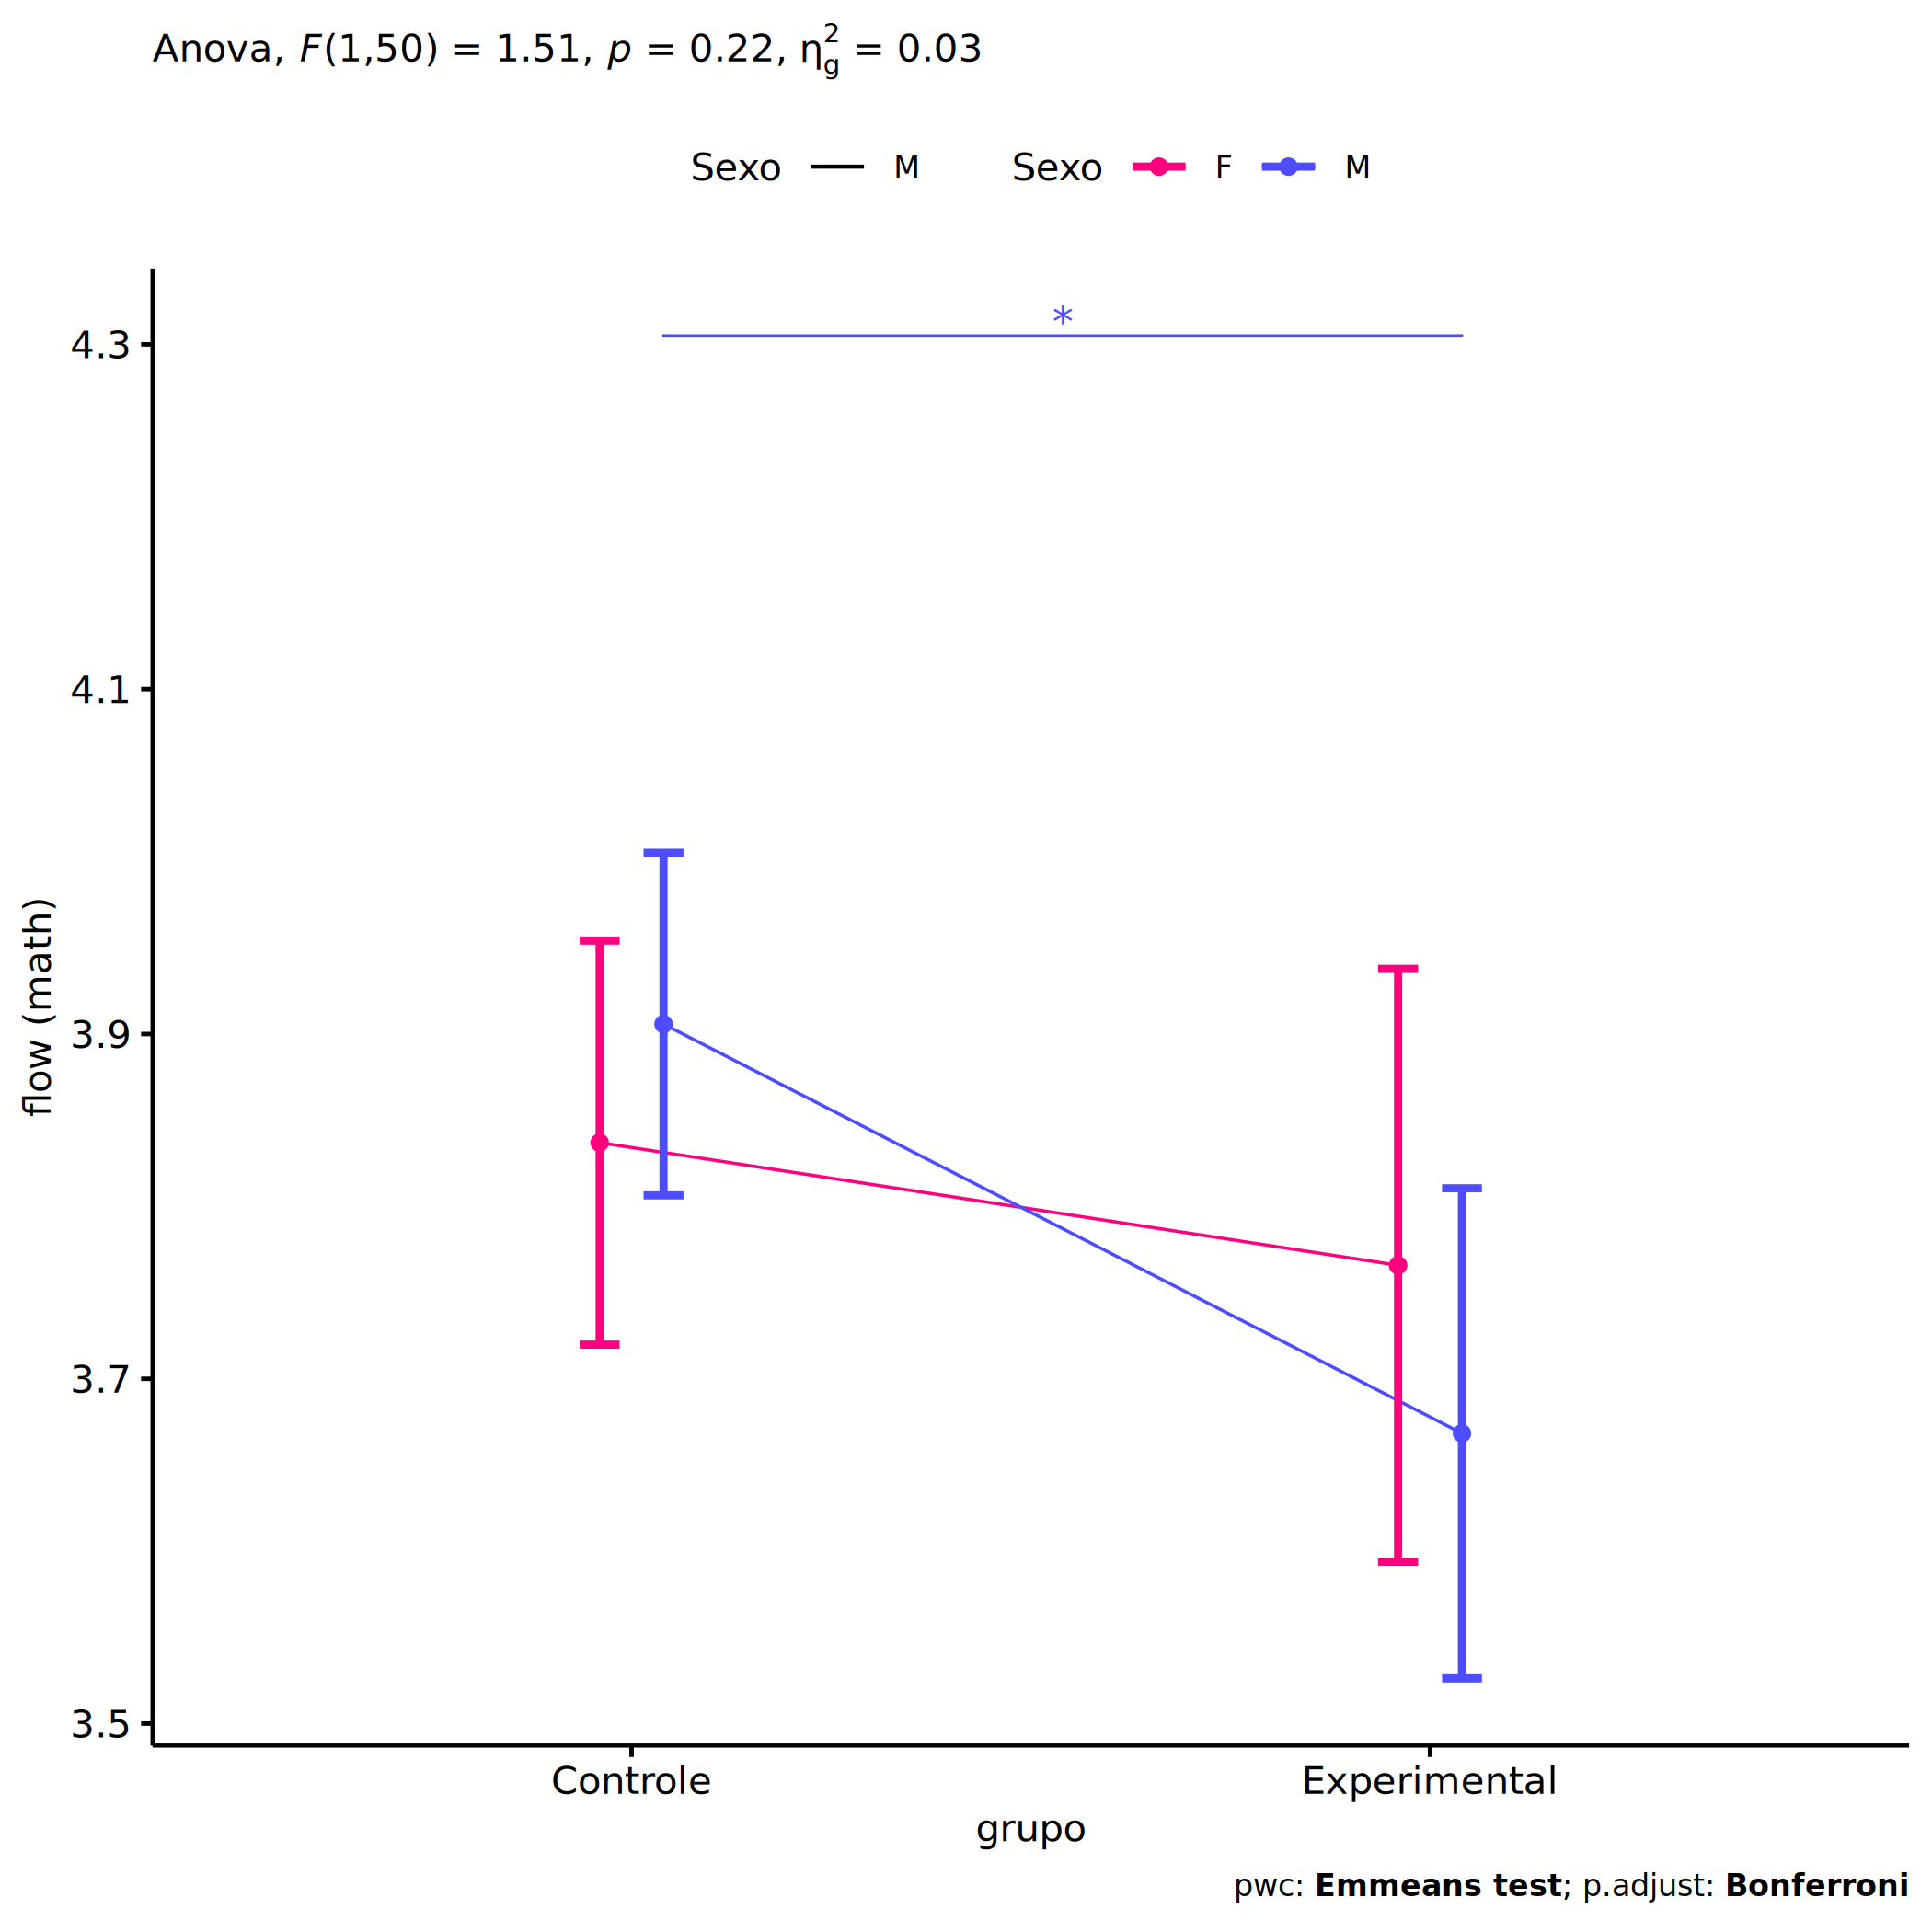 Anova, F(1,50) = 1.51, p = 0.22, η²g = 0.03
Sexo M Sexo F M
*
4.3
4.1
3.9
3.7
3.5
flow (math)
Controle Experimental
grupo
pwc: Emmeans test; p.adjust: Bonferroni